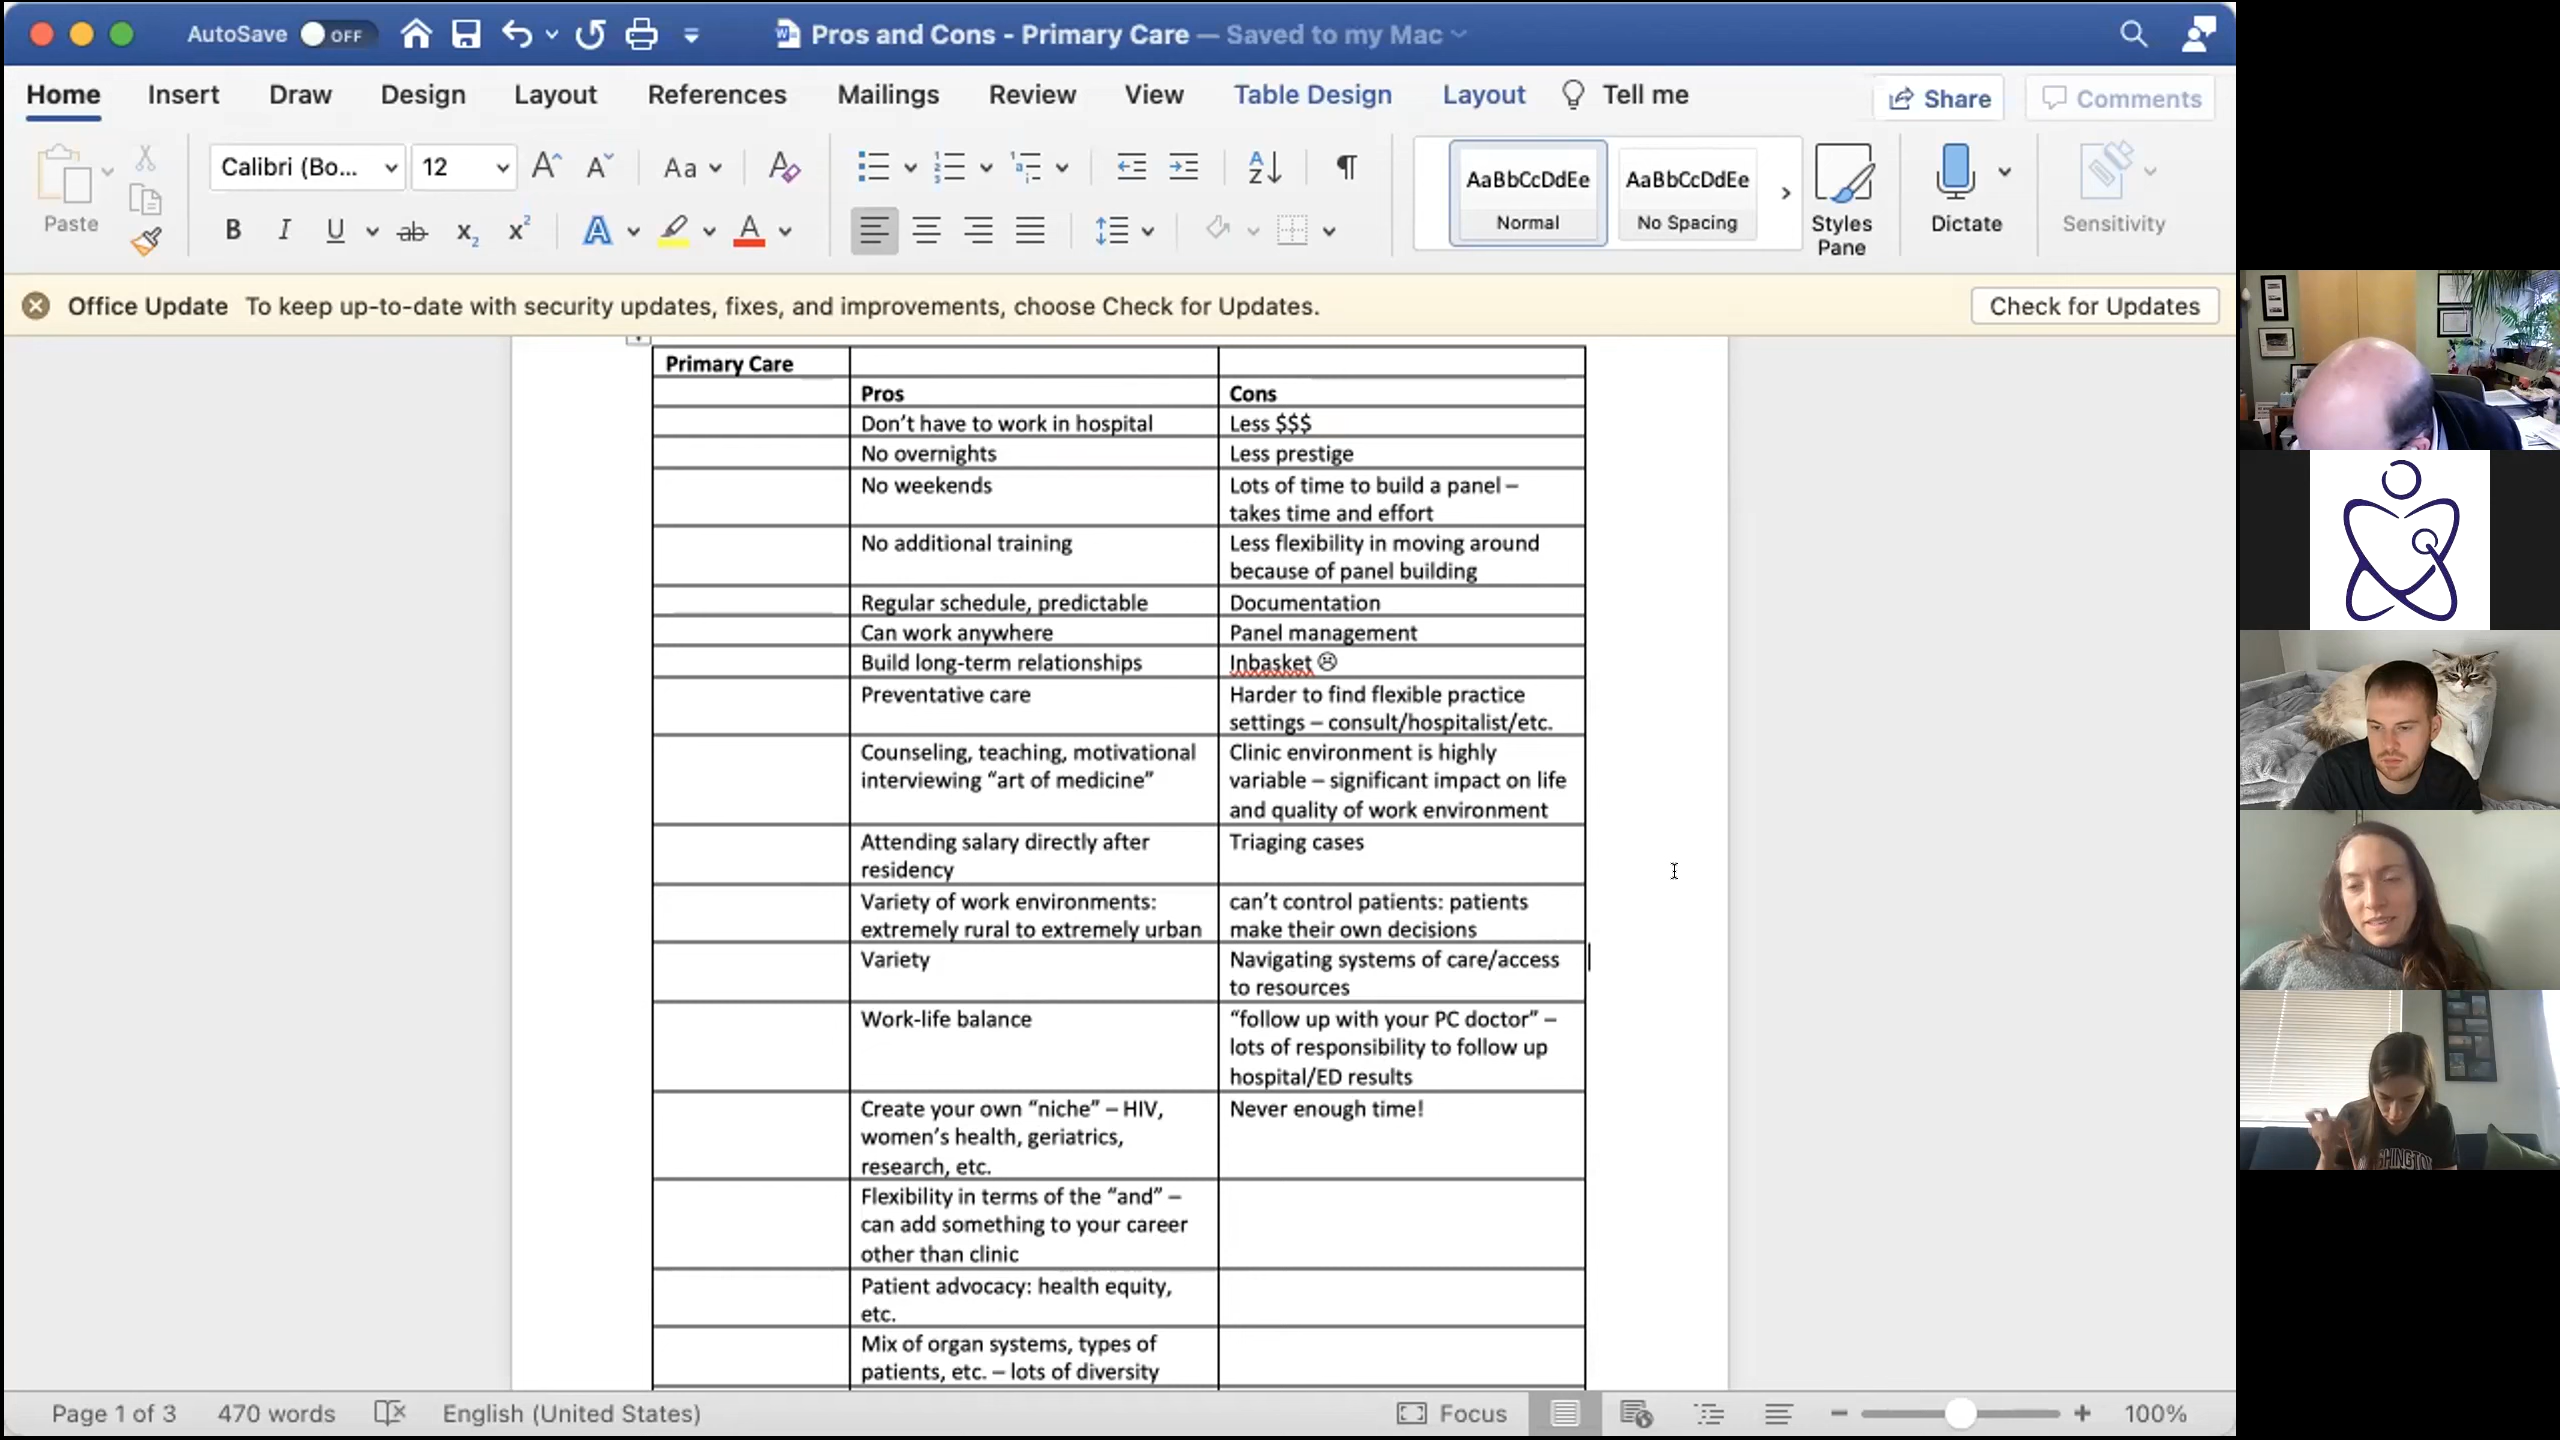 AutoSave OFF
Pros and Cons - Primary Care — Saved to my Mac
Home Insert Draw Design Layout References Mailings Review View Table Design Layout Tell me Share Comments
Paste
Calibri (Bo... 12
AaBbCcDdEe AaBbCcDdEe
Normal No Spacing
Styles Pane
Dictate
Sensitivity
Office Update To keep up-to-date with security updates, fixes, and improvements, choose Check for Updates. Check for Updates
Primary Care
Pros Cons
Don’t have to work in hospital
Less $$$
No overnights
Less prestige
No weekends
Lots of time to build a panel –
takes time and effort
No additional training
Less flexibility in moving around
because of panel building
Regular schedule, predictable
Documentation
Can work anywhere
Panel management
Build long-term relationships
Inbasket ☹
Preventative care
Harder to find flexible practice
settings – consult/hospitalist/etc.
Counseling, teaching, motivational
interviewing “art of medicine”
Clinic environment is highly
variable – significant impact on life
and quality of work environment
Attending salary directly after
residency
Triaging cases
Variety of work environments:
extremely rural to extremely urban
can’t control patients: patients
make their own decisions
Variety
Navigating systems of care/access
to resources
Work-life balance
“follow up with your PC doctor” –
lots of responsibility to follow up
hospital/ED results
Create your own “niche” – HIV,
women’s health, geriatrics,
research, etc.
Never enough time!
Flexibility in terms of the “and” –
can add something to your career
other than clinic
Patient advocacy: health equity,
etc.
Mix of organ systems, types of
patients, etc. – lots of diversity
Page 1 of 3 470 words English (United States) Focus 100%